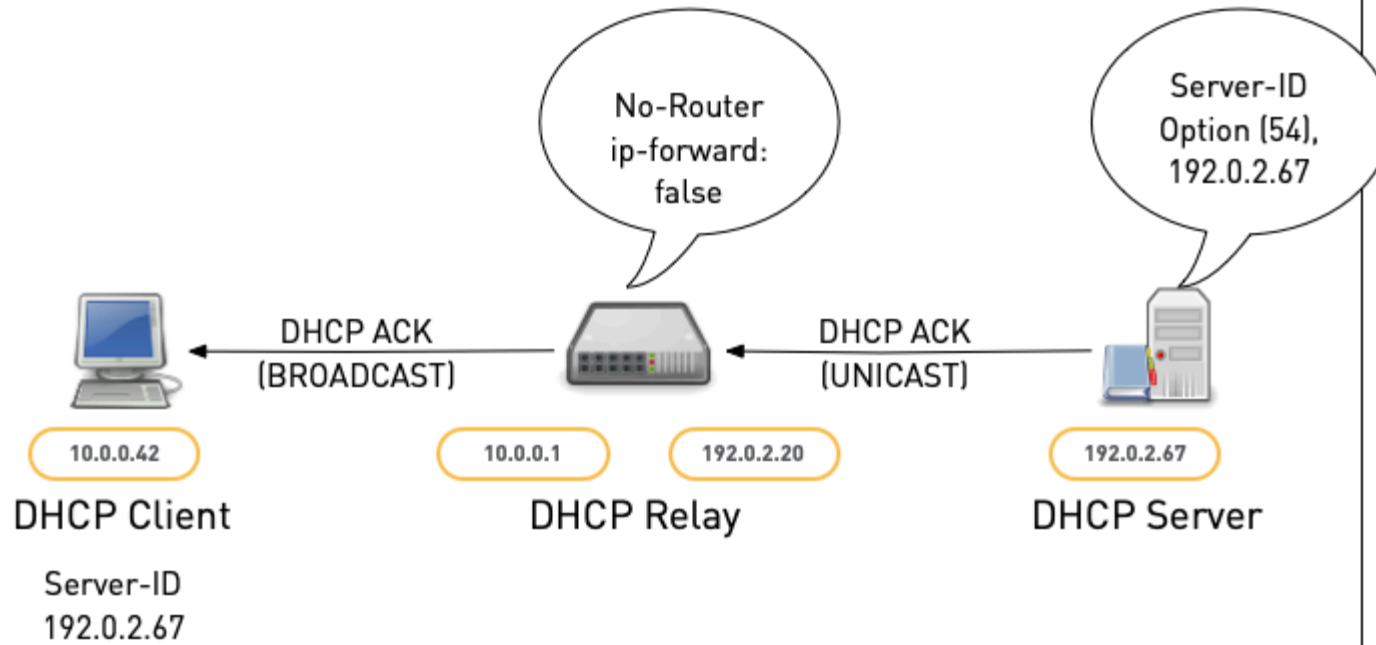 No-Router
ip-forward:
false
Server-ID
Option (54),
192.0.2.67
DHCP ACK
(BROADCAST)
DHCP ACK
(UNICAST)
10.0.0.42
10.0.0.1
192.0.2.20
192.0.2.67
DHCP Client
DHCP Relay
DHCP Server
Server-ID
192.0.2.67